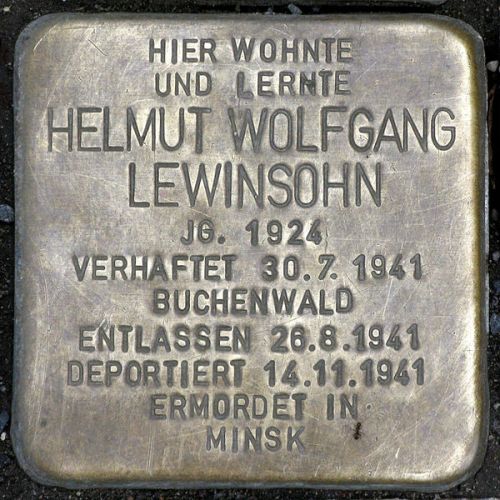 HIER WOHNTE
UND LERNTE
HELMUT WOLFGANG
LEWINSOHN
JG. 1924
VERHAFTET 30.7. 1941
BUCHENWALD
ENTLASSEN 26.8.1941
DEPORTIERT 14.11.1941
ERMORDET IN
MINSK